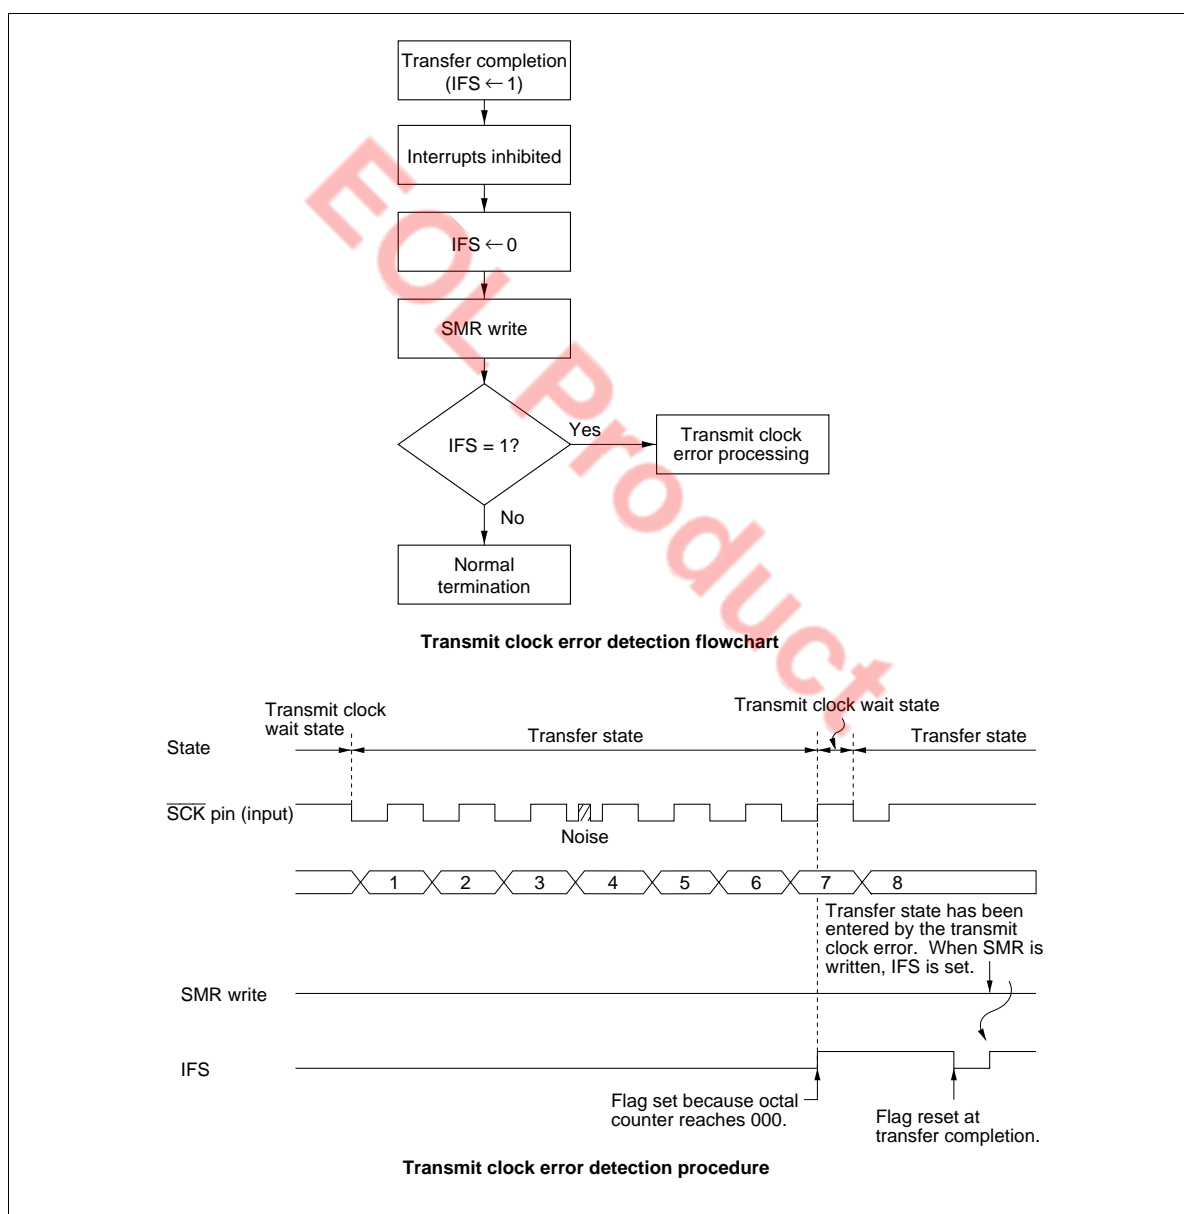 Transfer completion
(IFS ← 1)
Interrupts inhibited
IFS ← 0
SMR write
IFS = 1?
Yes
Transmit clock
error processing
No
Normal
termination
Transmit clock error detection flowchart
EOL Product
Transmit clock
wait state
Transmit clock wait state
State
Transfer state
Transfer state
SCK pin (input)
Noise
1 2 3 4 5 6 7 8
Transfer state has been
entered by the transmit
clock error. When SMR is
written, IFS is set.
SMR write
IFS
Flag set because octal
counter reaches 000.
Flag reset at
transfer completion.
Transmit clock error detection procedure